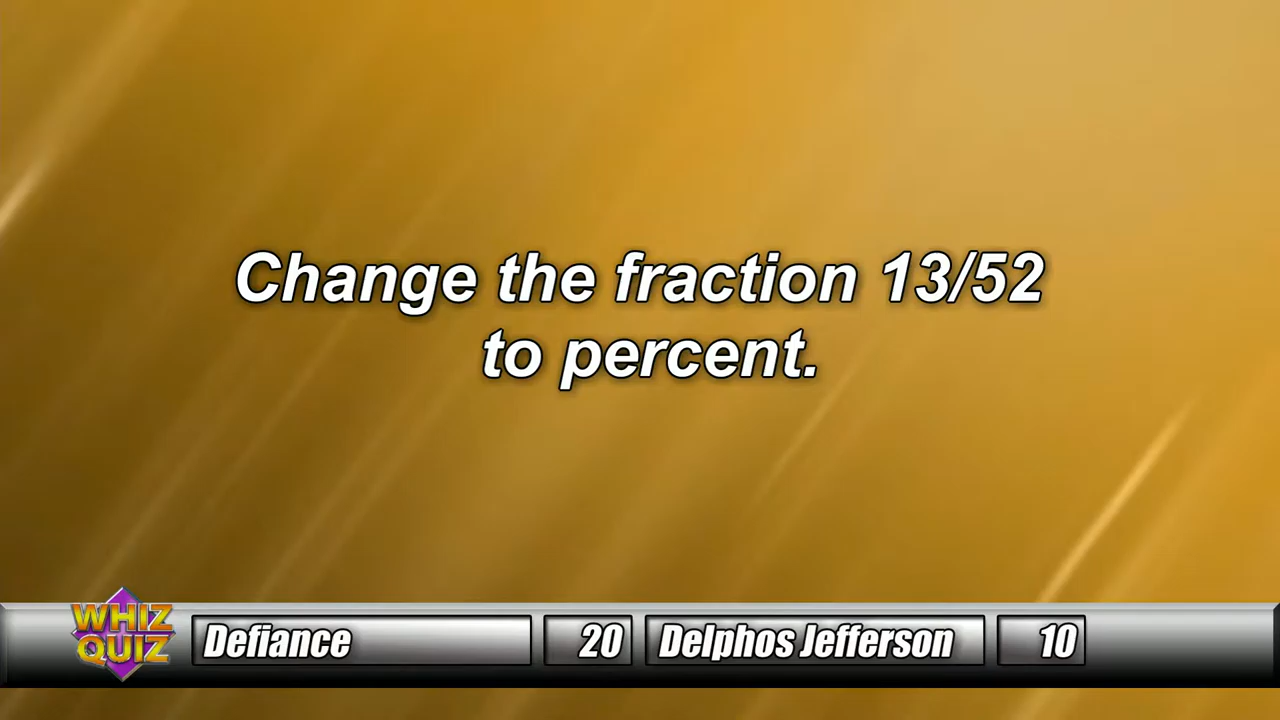 Change the fraction 13/52
to percent.
WHIZ
QUIZ
Defiance 20 Delphos Jefferson 10